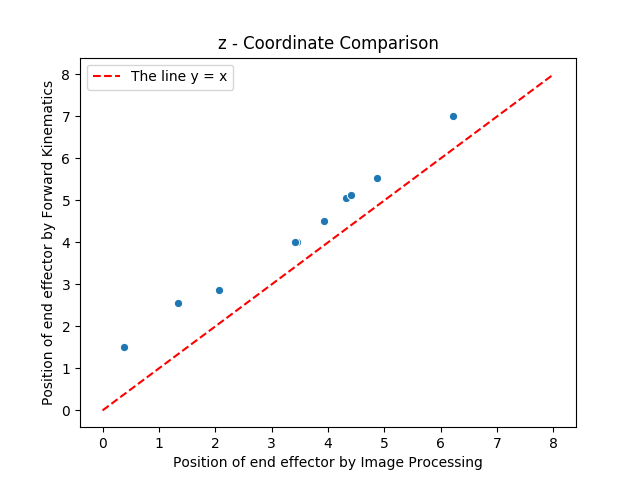 z - Coordinate Comparison
The line y = x
Position of end effector by Forward Kinematics
8
7
6
5
4
3
2
1
0
0 1 2 3 4 5 6 7 8
Position of end effector by Image Processing